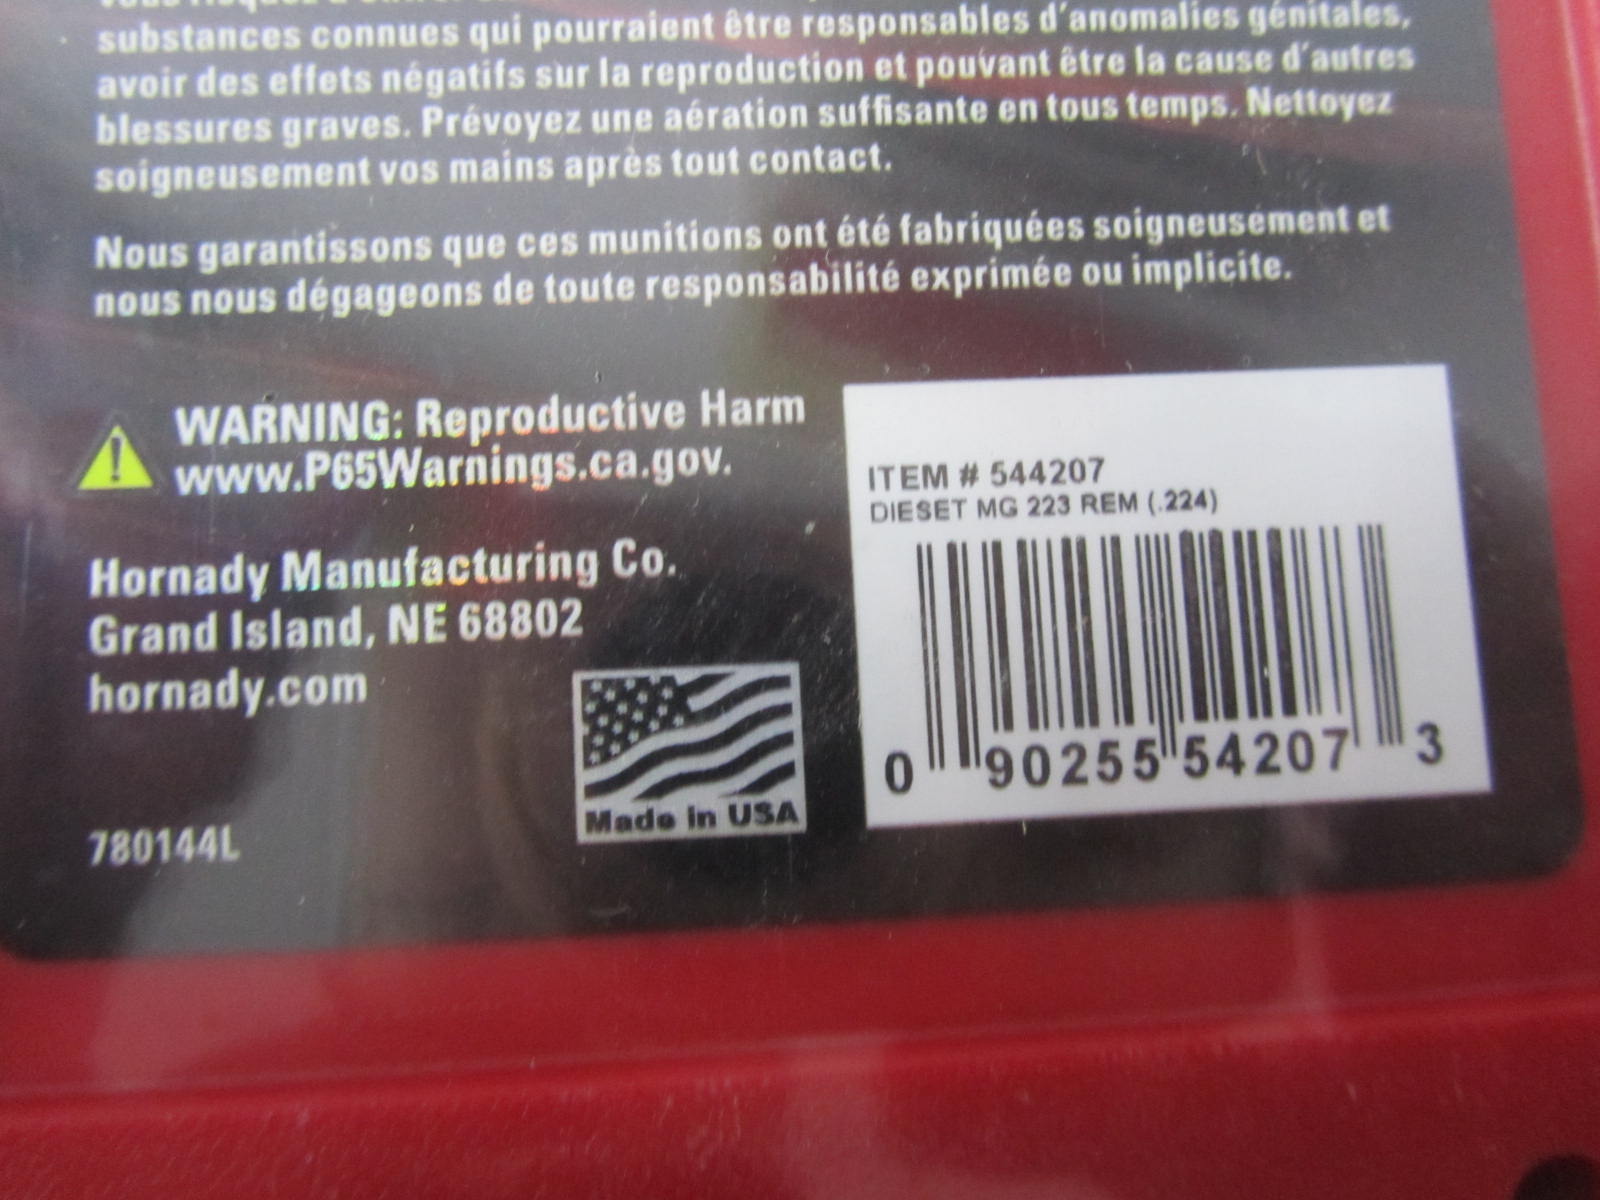 substances connues qui pourraient être responsables d'anomalies génitales,
avoir des effets négatifs sur la reproduction et pouvant être la cause d'autres
blessures graves. Prévoyez une aération suffisante en tous temps. Nettoyez
soigneusement vos mains après tout contact.
Nous garantissons que ces munitions ont été fabriquées soigneusement et
nous nous dégageons de toute responsabilité exprimée ou implicite.
WARNING: Reproductive Harm
www.P65Warnings.ca.gov.
Hornady Manufacturing Co.
Grand Island, NE 68802
hornady.com
Made in USA
780144L
ITEM # 544207
DIESET MG 223 REM (.224)
0 90255 54207 3